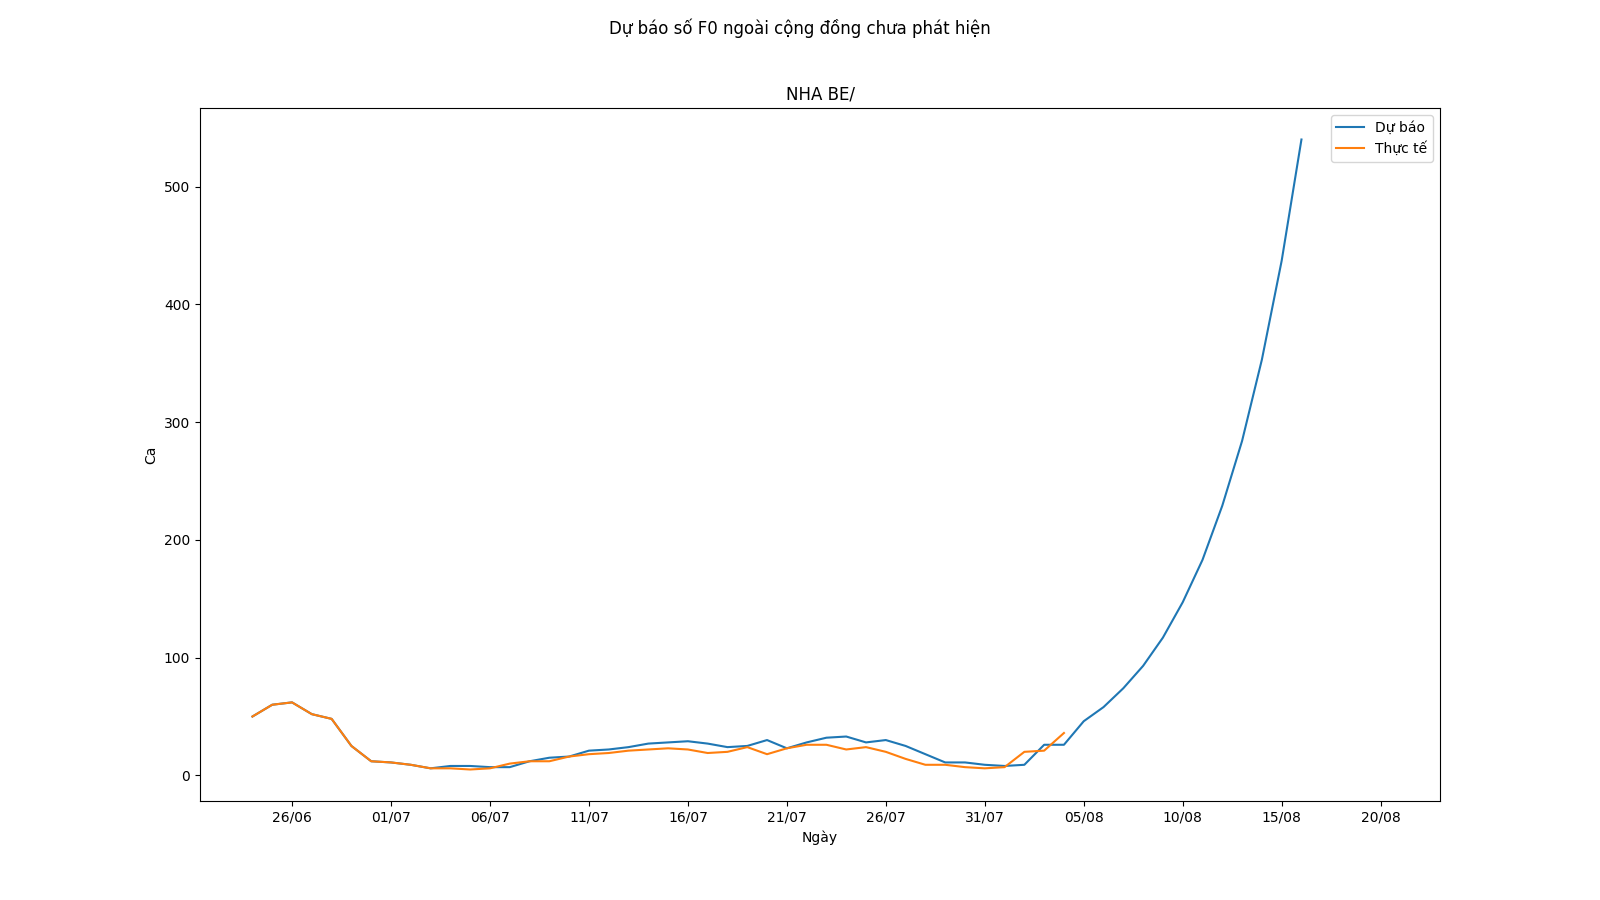 Dự báo số F0 ngoài cộng đồng chưa phát hiện
NHA BE/
Dự báo
Thực tế
500
400
300
200
100
0
Ca
26/06 01/07 06/07 11/07 16/07 21/07 26/07 31/07 05/08 10/08 15/08 20/08
Ngày